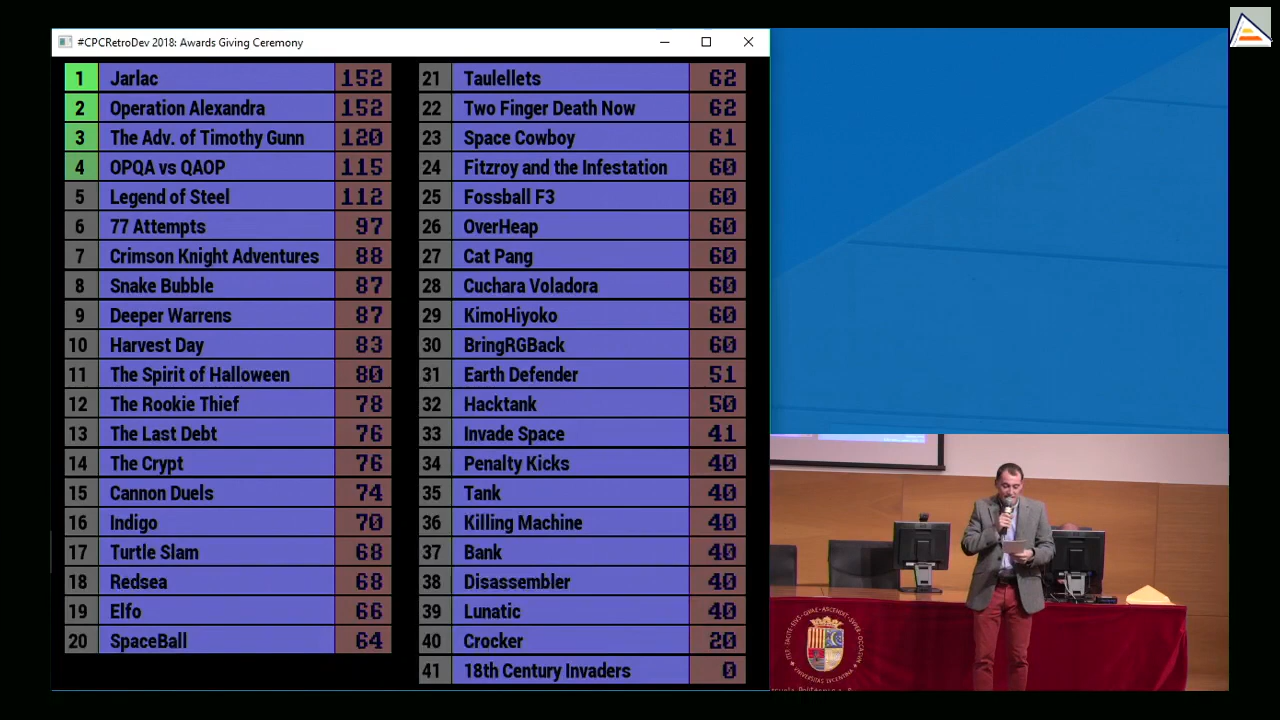 #CPCRetroDev 2018: Awards Giving Ceremony
1 Jarlac 152
2 Operation Alexandra 152
3 The Adv. of Timothy Gunn 120
4 OPQA vs QAOP 115
5 Legend of Steel 112
6 77 Attempts 97
7 Crimson Knight Adventures 88
8 Snake Bubble 87
9 Deeper Warrens 87
10 Harvest Day 83
11 The Spirit of Halloween 80
12 The Rookie Thief 78
13 The Last Debt 76
14 The Crypt 76
15 Cannon Duels 74
16 Indigo 70
17 Turtle Slam 68
18 Redsea 68
19 Elfo 66
20 SpaceBall 64
21 Taulellets 62
22 Two Finger Death Now 62
23 Space Cowboy 61
24 Fitzroy and the Infestation 60
25 Fossball F3 60
26 OverHeap 60
27 Cat Pang 60
28 Cuchara Voladora 60
29 KimoHiyoko 60
30 BringRGBack 60
31 Earth Defender 51
32 Hacktank 50
33 Invade Space 41
34 Penalty Kicks 40
35 Tank 40
36 Killing Machine 40
37 Bank 40
38 Disassembler 40
39 Lunatic 40
40 Crocker 20
41 18th Century Invaders 0